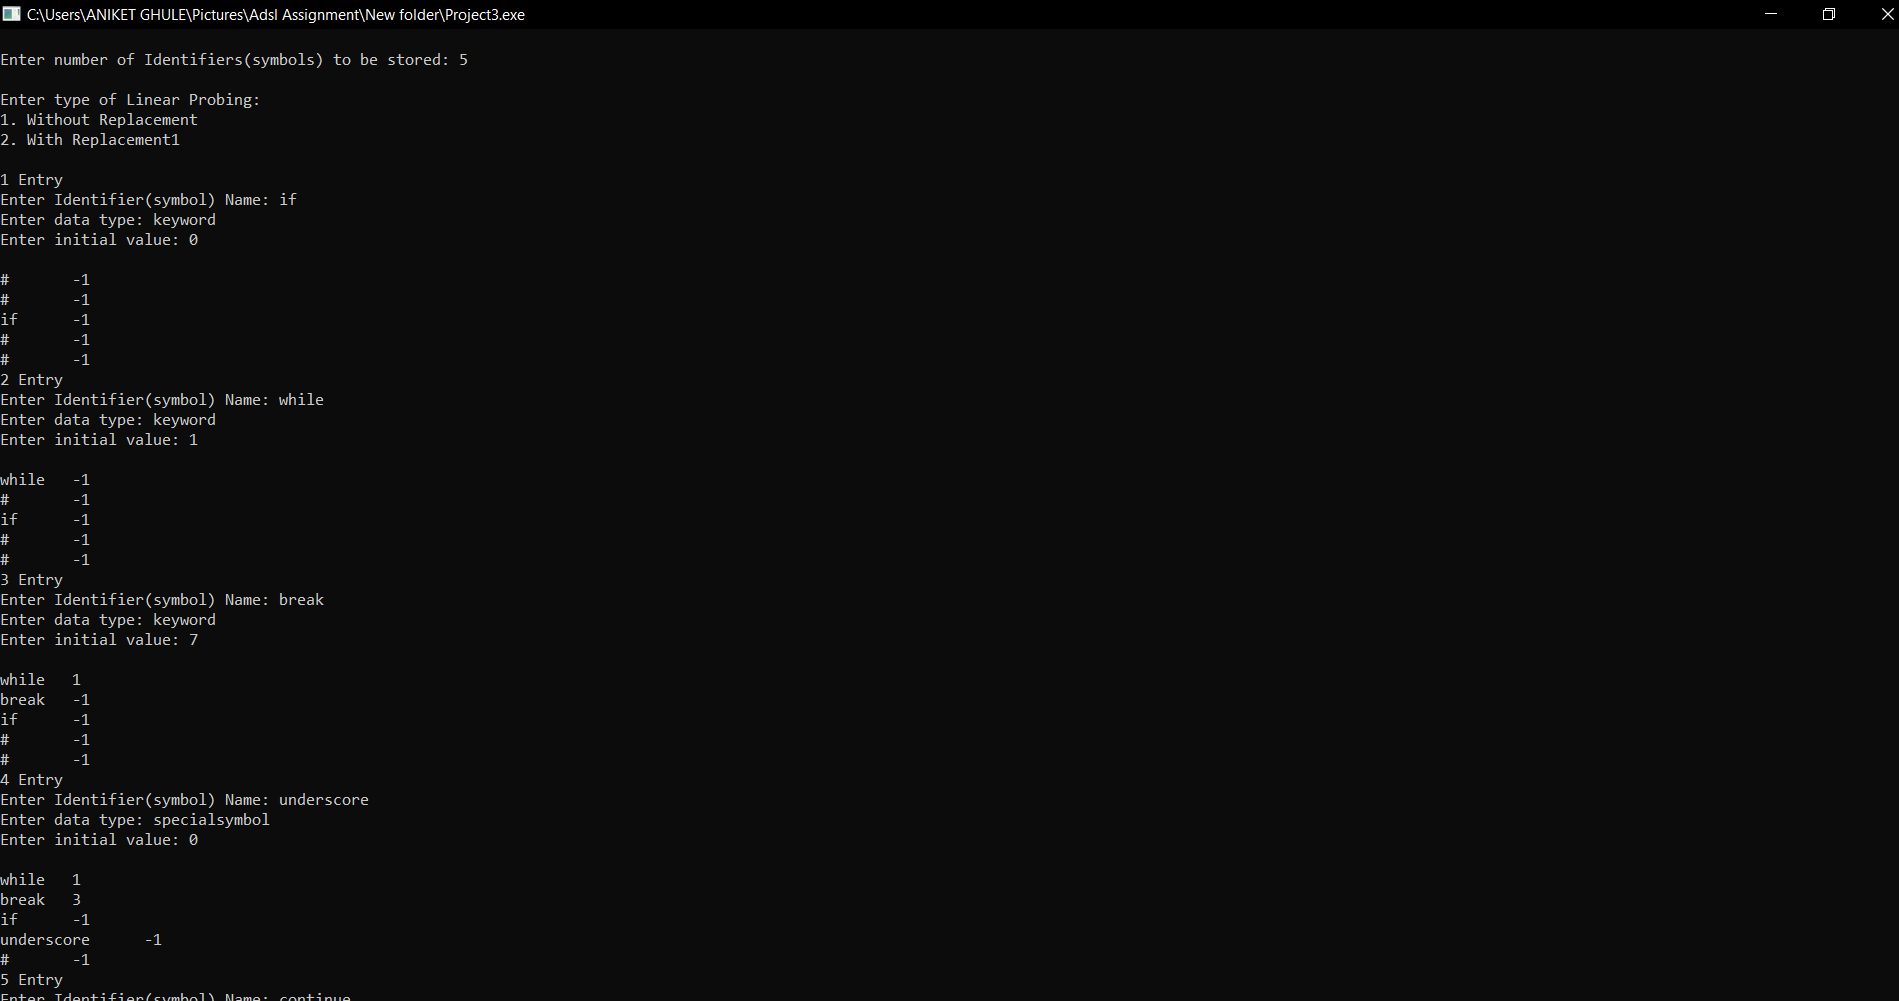 C:\Users\ANIKET GHULE\Pictures\Adsl Assignment\New folder\Project3.exe
Enter number of Identifiers(symbols) to be stored: 5
Enter type of Linear Probing:
1. Without Replacement
2. With Replacement1
1 Entry
Enter Identifier(symbol) Name: if
Enter data type: keyword
Enter initial value: 0
#       -1
#       -1
if      -1
#       -1
#       -1
2 Entry
Enter Identifier(symbol) Name: while
Enter data type: keyword
Enter initial value: 1
while   -1
#       -1
if      -1
#       -1
#       -1
3 Entry
Enter Identifier(symbol) Name: break
Enter data type: keyword
Enter initial value: 7
while   1
break   -1
if      -1
#       -1
#       -1
4 Entry
Enter Identifier(symbol) Name: underscore
Enter data type: specialsymbol
Enter initial value: 0
while   1
break   3
if      -1
underscore      -1
#       -1
5 Entry
Enter Identifier(symbol) Name: continue